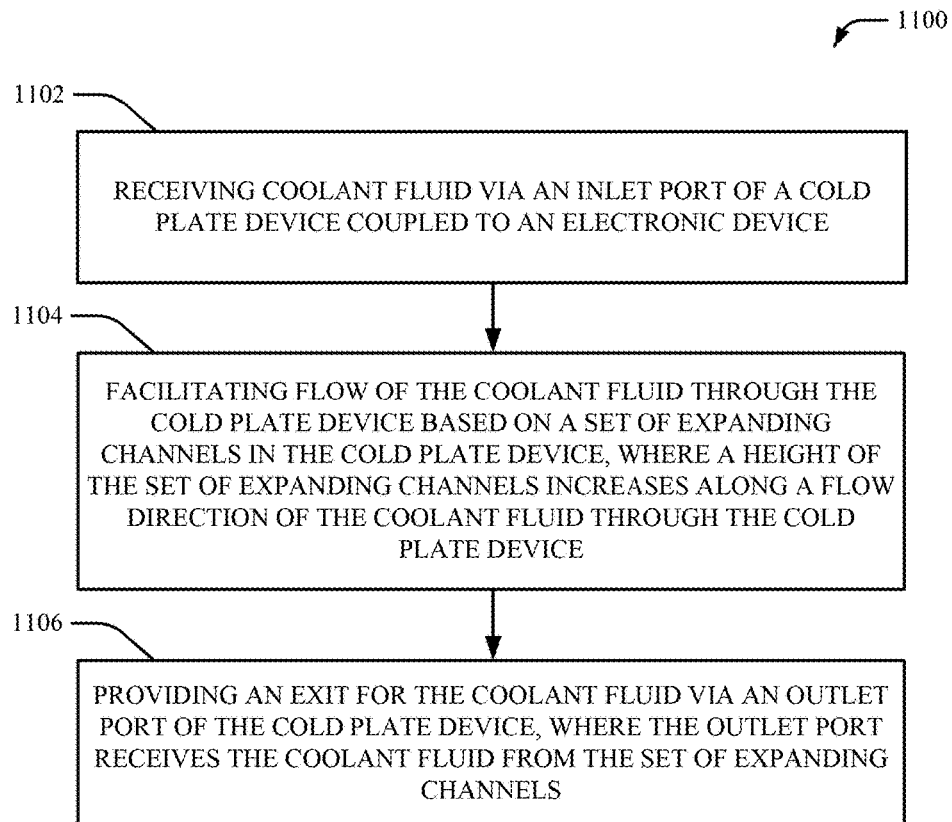 1100
1102
RECEIVING COOLANT FLUID VIA AN INLET PORT OF A COLD
PLATE DEVICE COUPLED TO AN ELECTRONIC DEVICE
1104
FACILITATING FLOW OF THE COOLANT FLUID THROUGH THE
COLD PLATE DEVICE BASED ON A SET OF EXPANDING
CHANNELS IN THE COLD PLATE DEVICE, WHERE A HEIGHT OF
THE SET OF EXPANDING CHANNELS INCREASES ALONG A FLOW
DIRECTION OF THE COOLANT FLUID THROUGH THE COLD
PLATE DEVICE
1106
PROVIDING AN EXIT FOR THE COOLANT FLUID VIA AN OUTLET
PORT OF THE COLD PLATE DEVICE, WHERE THE OUTLET PORT
RECEIVES THE COOLANT FLUID FROM THE SET OF EXPANDING
CHANNELS